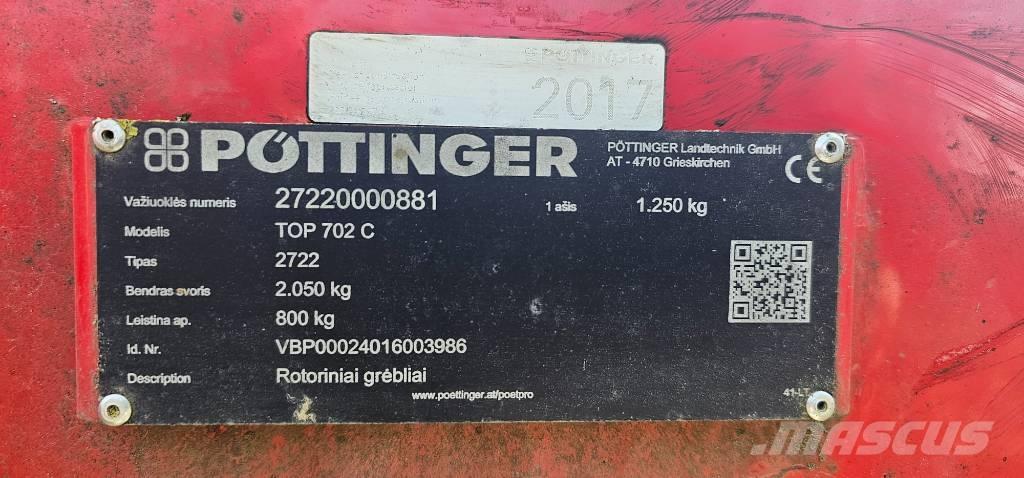 PÖTTINGER
2017
PÖTTINGER
PÖTTINGER Landtechnik GmbH
AT - 4710 Grieskirchen
CE
Važiuoklės numeris 27220000881 1 ašis 1.250 kg
Modelis TOP 702 C
Tipas 2722
Bendras svoris 2.050 kg
Leistina ap. 800 kg
Id. Nr. VBP00024016003986
Description Rotoriniai grėbliai
www.poettinger.at/poetpro
41-LT
MASCUS